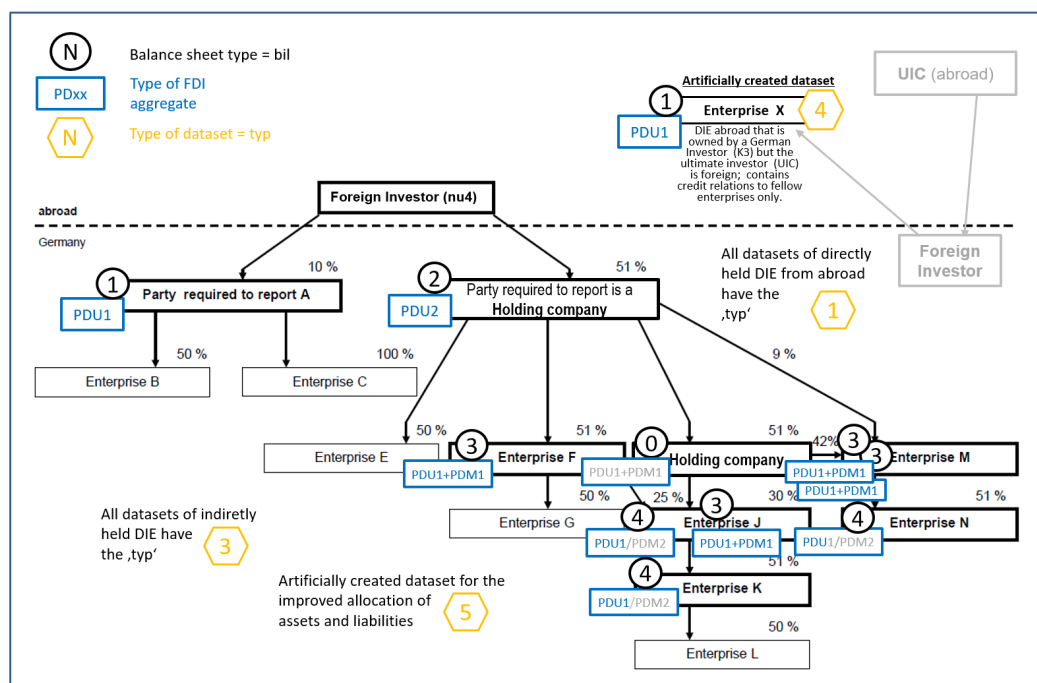 N
Balance sheet type = bil
PDxx
Type of FDI
aggregate
N
Type of dataset = typ
Artificially created dataset
1
Enterprise X
4
PDU1
DIE abroad that is
owned by a German
Investor (K3) but the
ultimate investor (UIC)
is foreign; contains
credit relations to fellow
enterprises only.
UIC (abroad)
Foreign Investor (nu4)
abroad
Germany
Foreign
Investor
10 %
51 %
1
Party required to report A
PDU1
2
Party required to report is a
Holding company
PDU2
All datasets of directly
held DIE from abroad
have the
‚typ‘
1
50 %
100 %
9 %
Enterprise B
Enterprise C
50 %
51 %
51 %
42%
Enterprise E
3
Enterprise F
PDU1+PDM1
0
Holding company
PDU1+PDM1
3
3
Enterprise M
PDU1+PDM1
PDU1+PDM1
50 %
25 %
30 %
51 %
Enterprise G
4
3
Enterprise J
PDU1/PDM2
PDU1+PDM1
4
Enterprise N
PDU1/PDM2
All datasets of indiretly
held DIE have
the ‚typ‘
3
51 %
4
Enterprise K
PDU1/PDM2
Artificially created dataset for the
improved allocation of
assets and liabilities
5
50 %
Enterprise L